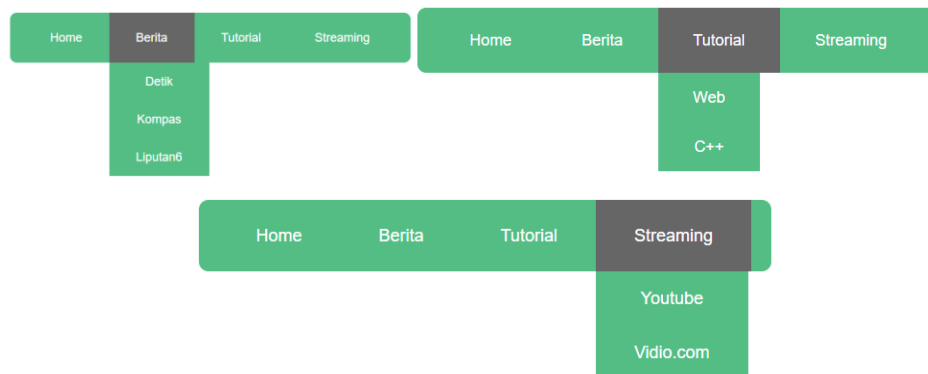 Home Berita Tutorial Streaming
Detik
Kompas
Liputan6
Home Berita Tutorial Streaming
Web
C++
Home Berita Tutorial Streaming
Youtube
Vidio.com